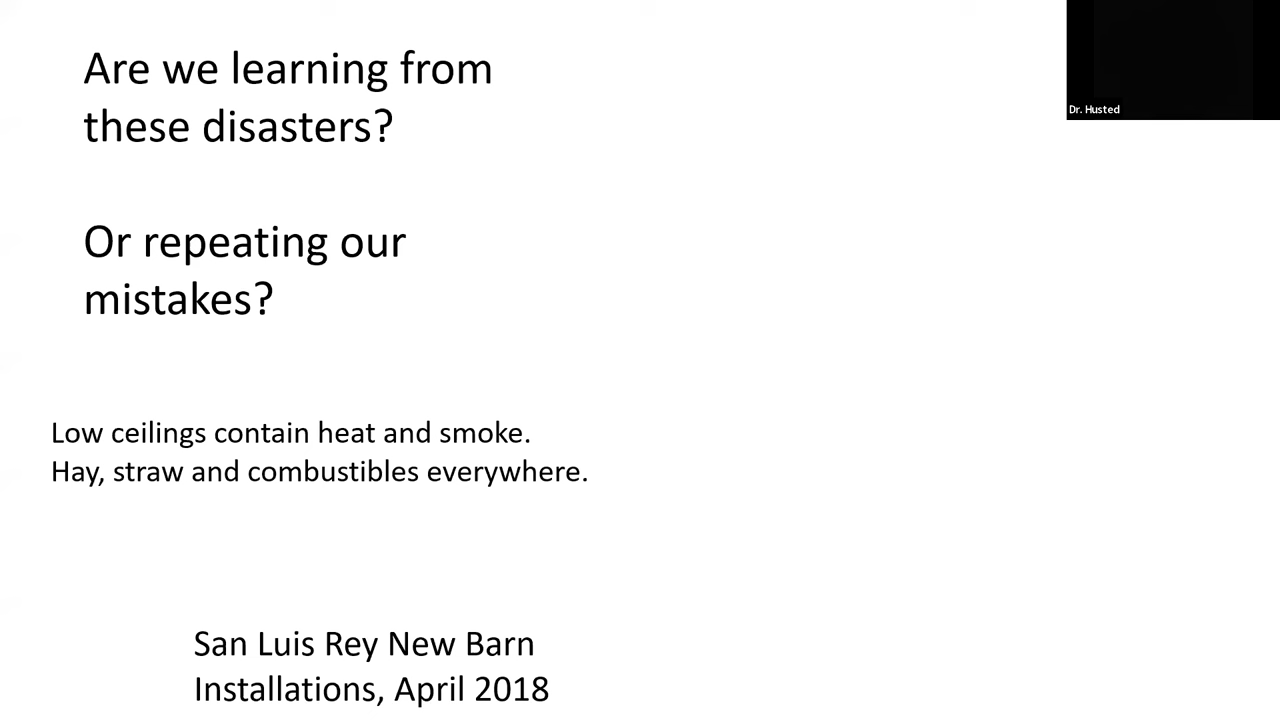 Are we learning from
these disasters?
Or repeating our
mistakes?
Low ceilings contain heat and smoke.
Hay, straw and combustibles everywhere.
San Luis Rey New Barn
Installations, April 2018
Dr. Husted